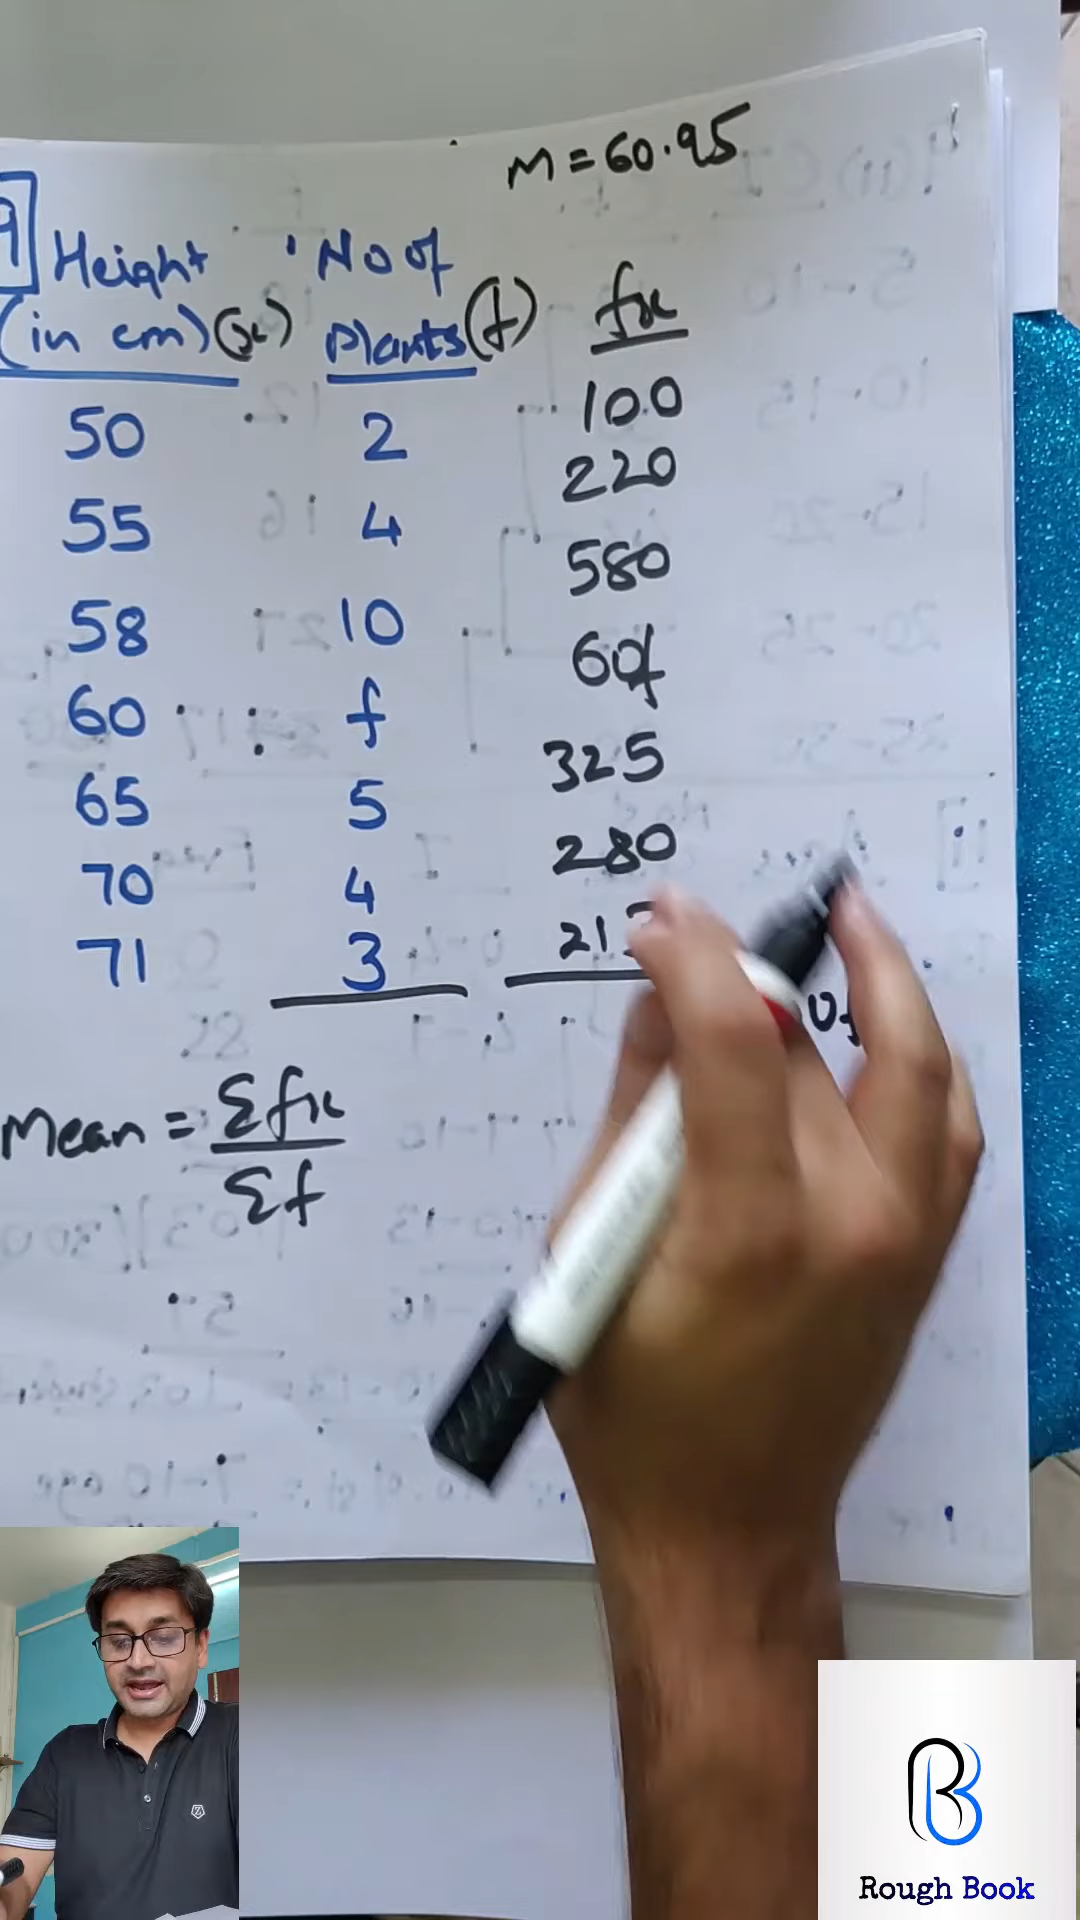 M = 60.95
9
Height No of
(in cm) (x) Plants (f) fx
50 2 100
55 4 220
58 10 580
60 f 60f
65 5 325
70 4 280
71 3
Mean = Σfx
Σf
Rough Book